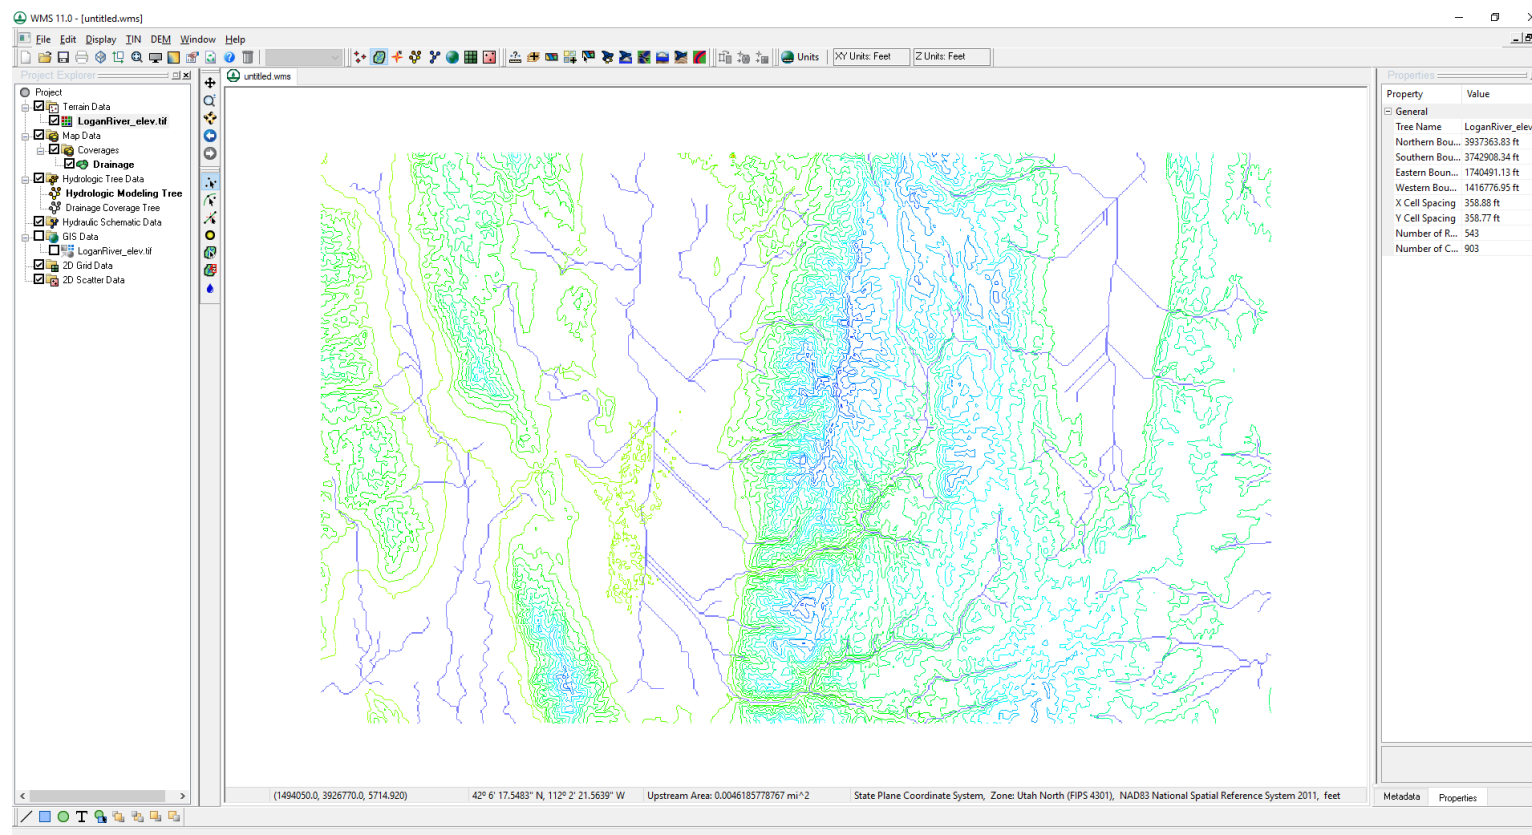 WMS 11.0 - [untitled.wms]
File Edit Display TIN DEM Window Help
Units XY Units: Feet Z Units: Feet
Project Explorer
Project
Terrain Data
LoganRiver_elev.tif
Map Data
Coverages
Drainage
Hydrologic Tree Data
Hydrologic Modeling Tree
Drainage Coverage Tree
Hydraulic Schematic Data
GIS Data
LoganRiver_elev.tif
2D Grid Data
2D Scatter Data
untitled.wms
Properties
Property Value
General
Tree Name LoganRiver_elev
Northern Bou... 3937363.83 ft
Southern Bou... 3742908.34 ft
Eastern Boun... 1740491.13 ft
Western Bou... 1416776.95 ft
X Cell Spacing 358.88 ft
Y Cell Spacing 358.77 ft
Number of R... 543
Number of C... 903
(1494050.0, 3926770.0, 5714.920) 42º 6' 17.5483" N, 112º 2' 21.5639" W Upstream Area: 0.0046185778767 mi^2 State Plane Coordinate System, Zone: Utah North (FIPS 4301), NAD83 National Spatial Reference System 2011, feet
Metadata Properties
T